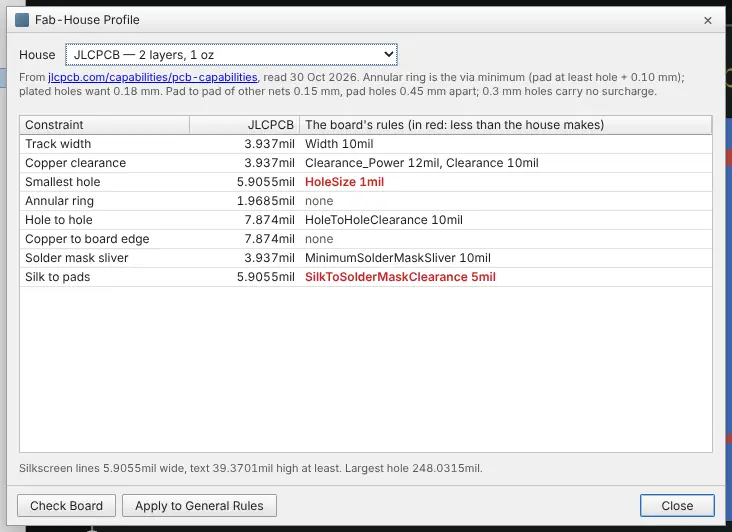 Fab-House Profile
House JLCPCB — 2 layers, 1 oz
From jlcpcb.com/capabilities/pcb-capabilities, read 30 Oct 2026. Annular ring is the via minimum (pad at least hole + 0.10 mm);
plated holes want 0.18 mm. Pad to pad of other nets 0.15 mm, pad holes 0.45 mm apart; 0.3 mm holes carry no surcharge.
Constraint JLCPCB The board's rules (in red: less than the house makes)
Track width 3.937mil Width 10mil
Copper clearance 3.937mil Clearance_Power 12mil, Clearance 10mil
Smallest hole 5.9055mil HoleSize 1mil
Annular ring 1.9685mil none
Hole to hole 7.874mil HoleToHoleClearance 10mil
Copper to board edge 7.874mil none
Solder mask sliver 3.937mil MinimumSolderMaskSliver 10mil
Silk to pads 5.9055mil SilkToSolderMaskClearance 5mil
Silkscreen lines 5.9055mil wide, text 39.3701mil high at least. Largest hole 248.0315mil.
Check Board Apply to General Rules Close